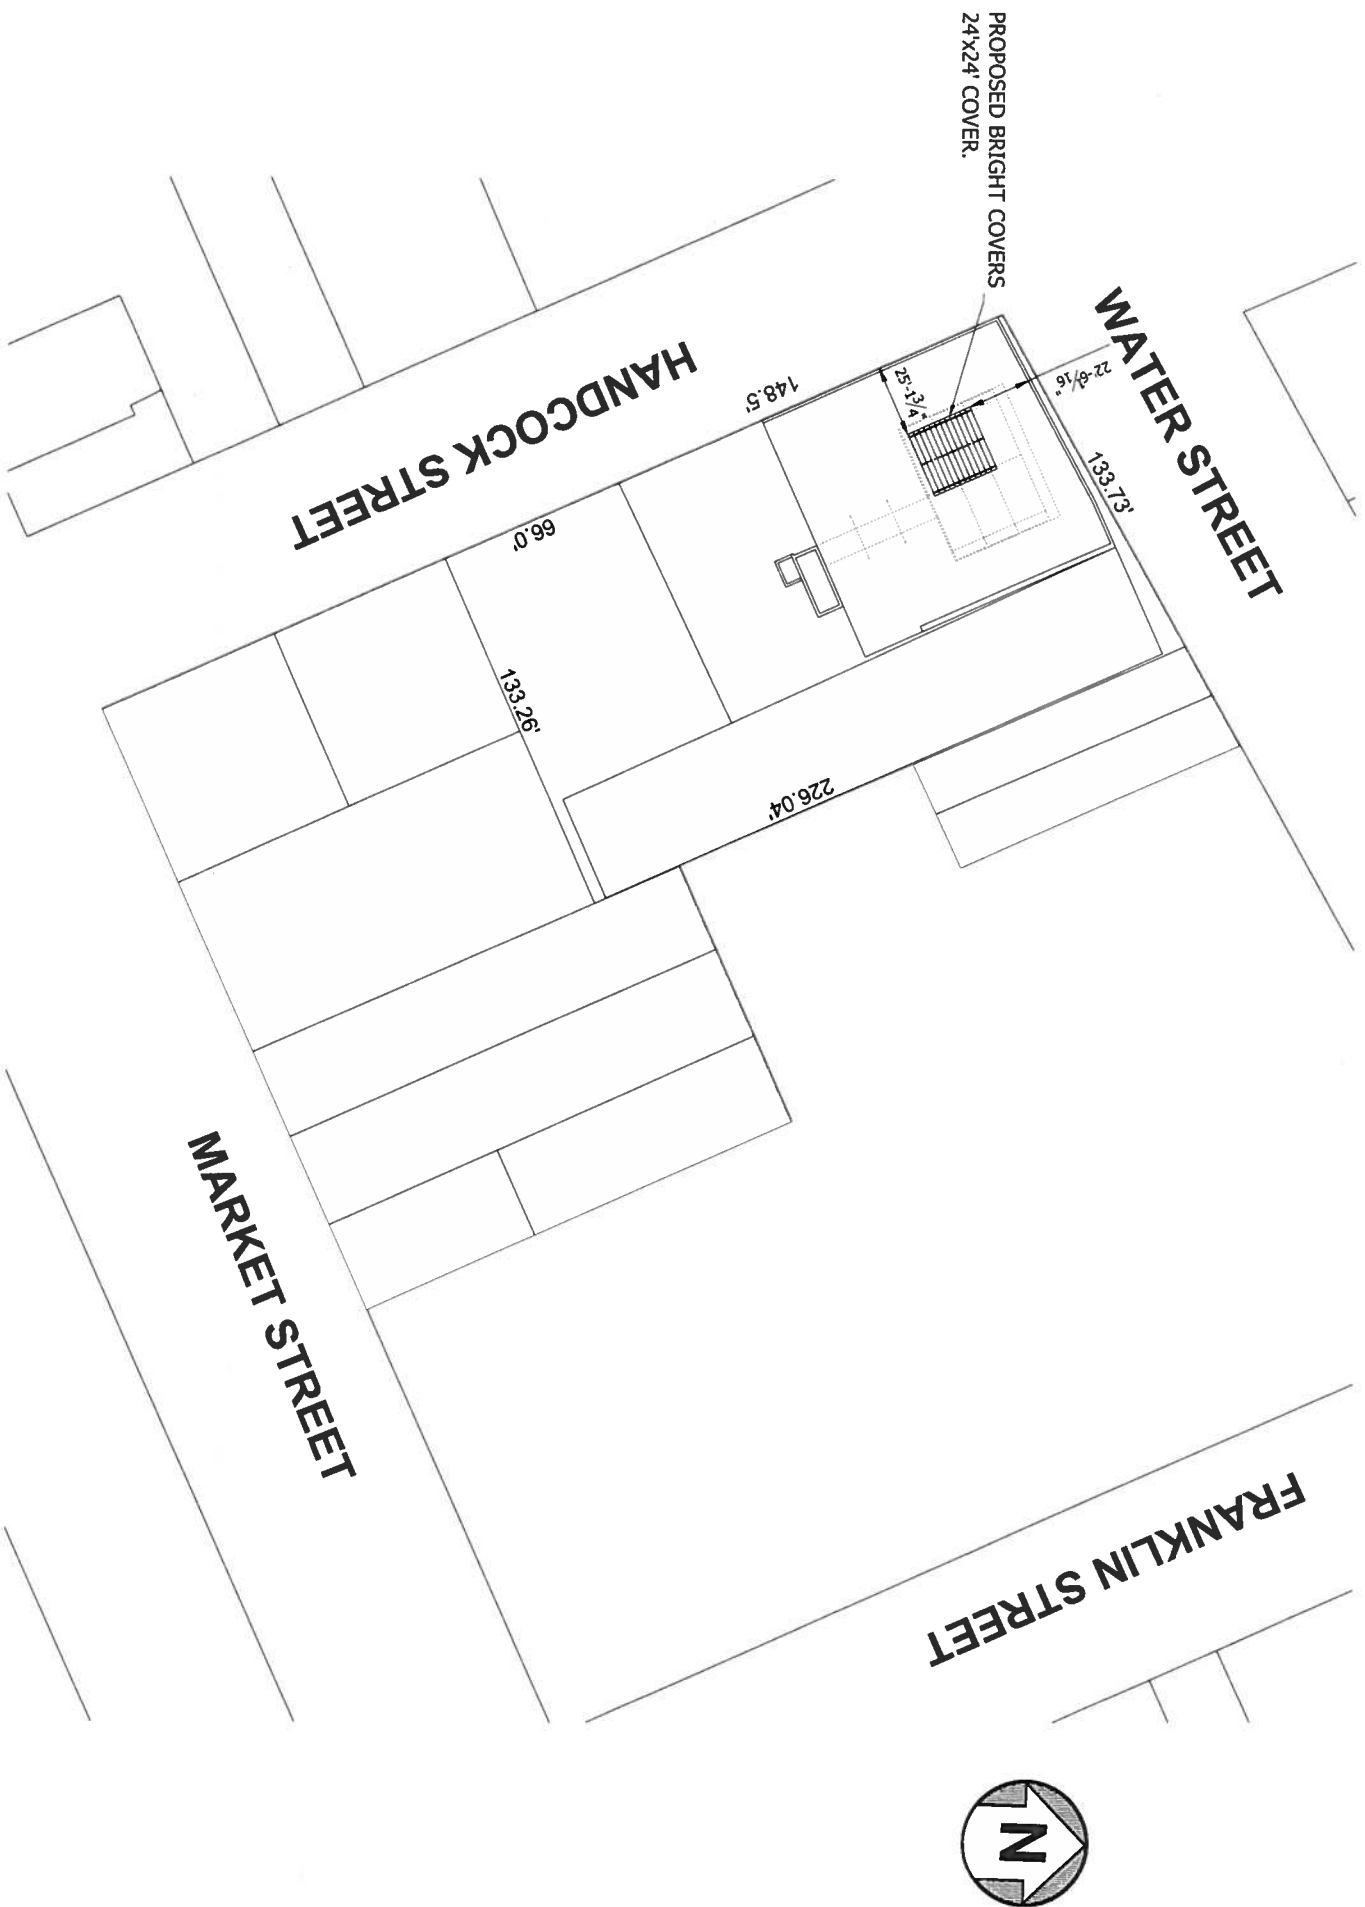 PROPOSED BRIGHT COVERS
24'x24' COVER.
WATER STREET
22'-6 1/16"
25'-1 3/4"
133.73'
148.5'
HANDCOCK STREET
66.0'
133.26'
226.04'
MARKET STREET
FRANKLIN STREET
N